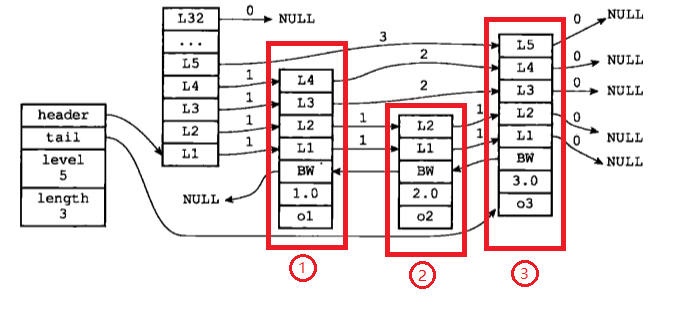 L32
0
NULL
...
L5
3
L4
1
L3
1
L2
1
L1
1
header
tail
level
5
length
3
L4
2
L3
2
L2
1
L1
1
BW
1.0
o1
NULL
L2
1
L1
1
BW
2.0
o2
L5
0
NULL
L4
0
NULL
L3
0
NULL
L2
0
NULL
L1
0
NULL
BW
3.0
o3
1
2
3